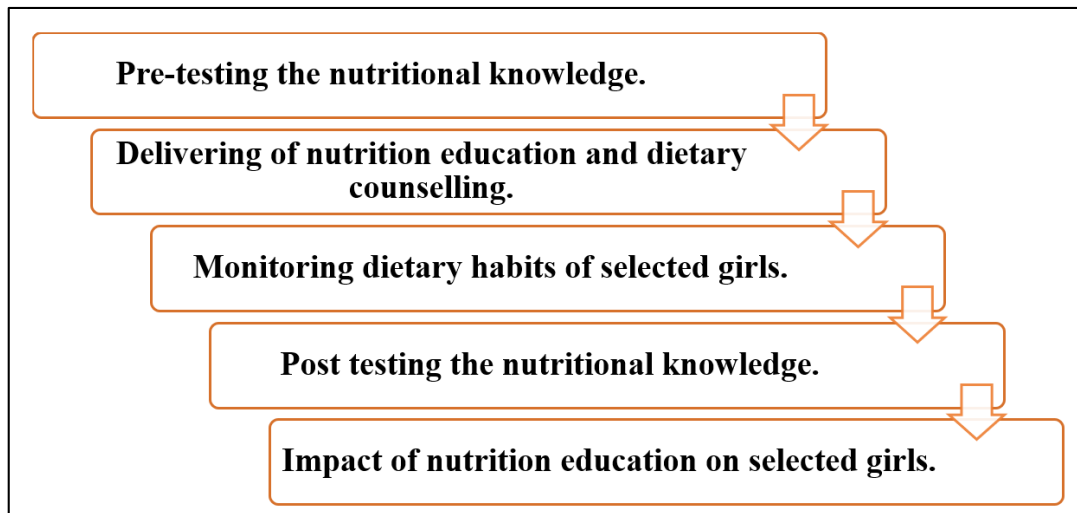 Pre-testing the nutritional knowledge.
Delivering of nutrition education and dietary
counselling.
Monitoring dietary habits of selected girls.
Post testing the nutritional knowledge.
Impact of nutrition education on selected girls.